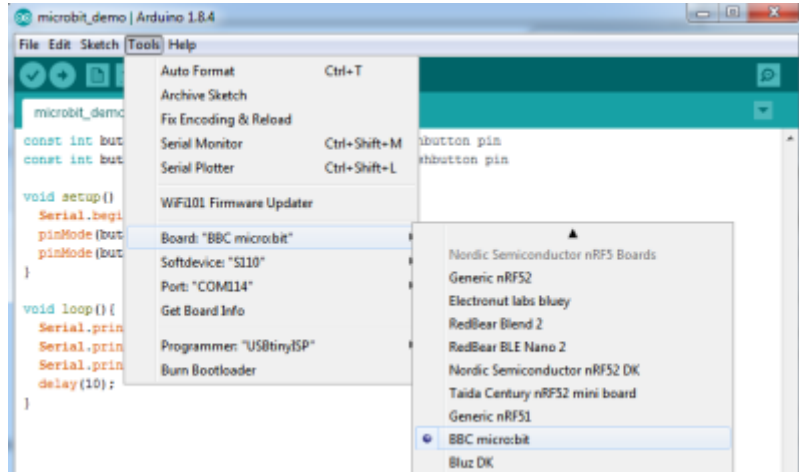 microbit_demo | Arduino 1.8.4
File Edit Sketch Tools Help
microbit_demo
Auto Format Ctrl+T
Archive Sketch
Fix Encoding & Reload
Serial Monitor Ctrl+Shift+M
Serial Plotter Ctrl+Shift+L
WiFi101 Firmware Updater
Board: "BBC micro:bit"
Softdevice: "S110"
Port: "COM114"
Get Board Info
Programmer: "USBtinyISP"
Burn Bootloader
const int but
const int but
hbutton pin
shbutton pin
void setup()
Serial.begi
pinMode(but
pinMode(but
}
void loop(){
Serial.prin
Serial.prin
Serial.prin
delay(10);
}
Nordic Semiconductor nRF5 Boards
Generic nRF52
Electronut labs bluey
RedBear Blend 2
RedBear BLE Nano 2
Nordic Semiconductor nRF52 DK
Taida Century nRF52 mini board
Generic nRF51
BBC micro:bit
Bluz DK